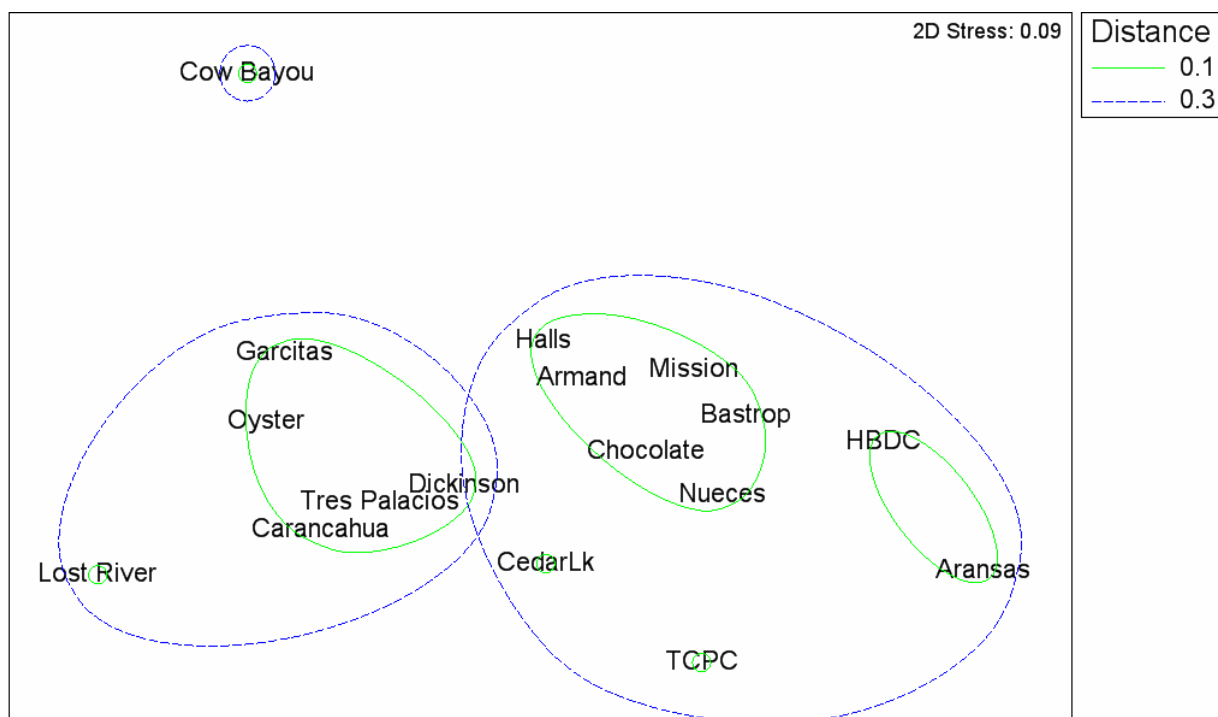 2D Stress: 0.09
Distance
0.1
0.3
Cow Bayou
Halls
Garcitas
Mission
Armand
Bastrop
Oyster
HBDC
Chocolate
Dickinson
Nueces
Tres Palacios
Carancahua
CedarLk
Aransas
Lost River
TCPC